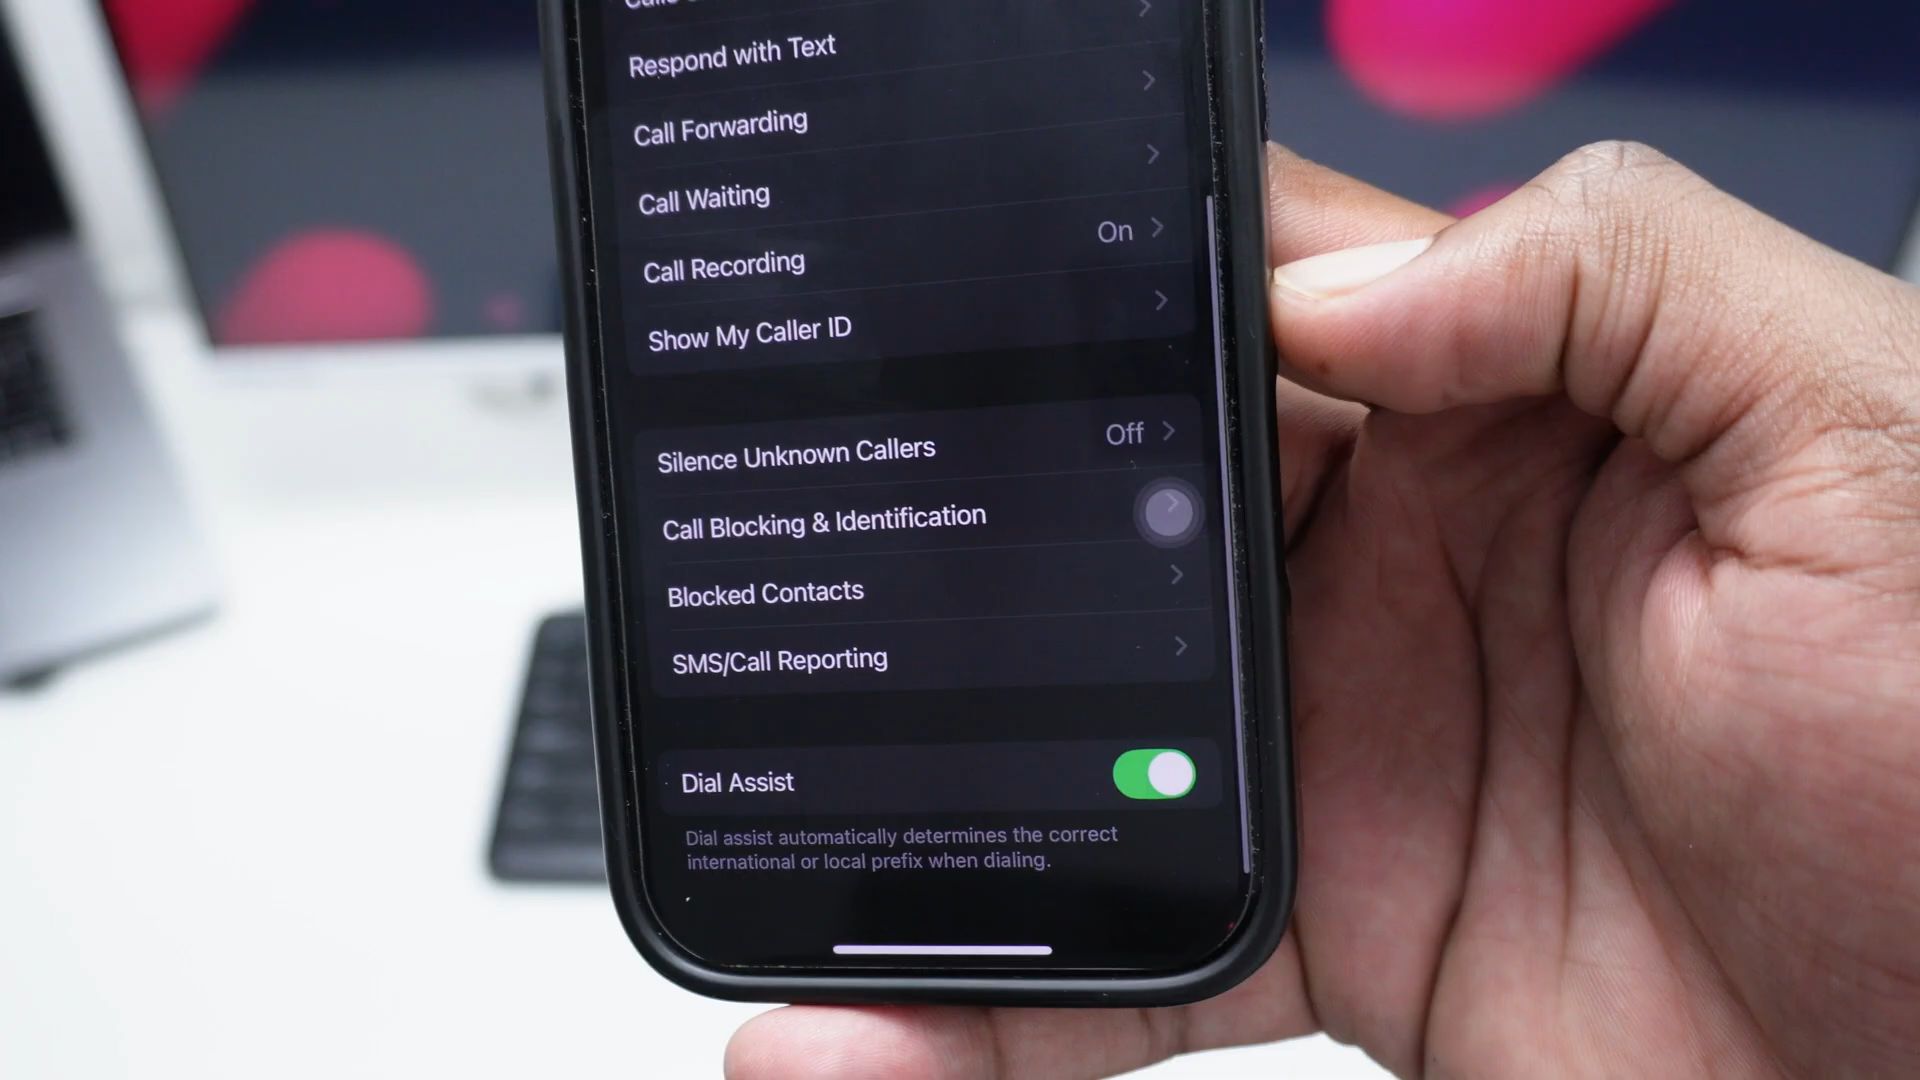 Respond with Text
Call Forwarding
Call Waiting
Call Recording On
Show My Caller ID
Silence Unknown Callers Off
Call Blocking & Identification
Blocked Contacts
SMS/Call Reporting
Dial Assist
Dial assist automatically determines the correct
international or local prefix when dialing.